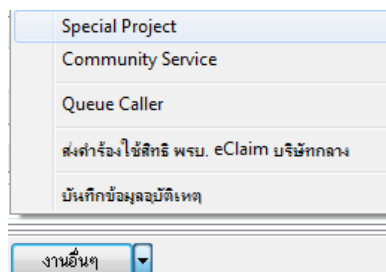 Special Project
Community Service
Queue Caller
ส่งคำร้องใช้สิทธิ พรบ. eClaim บริษัทกลาง
บันทึกข้อมูลอุบัติเหตุ
งานอื่นๆ